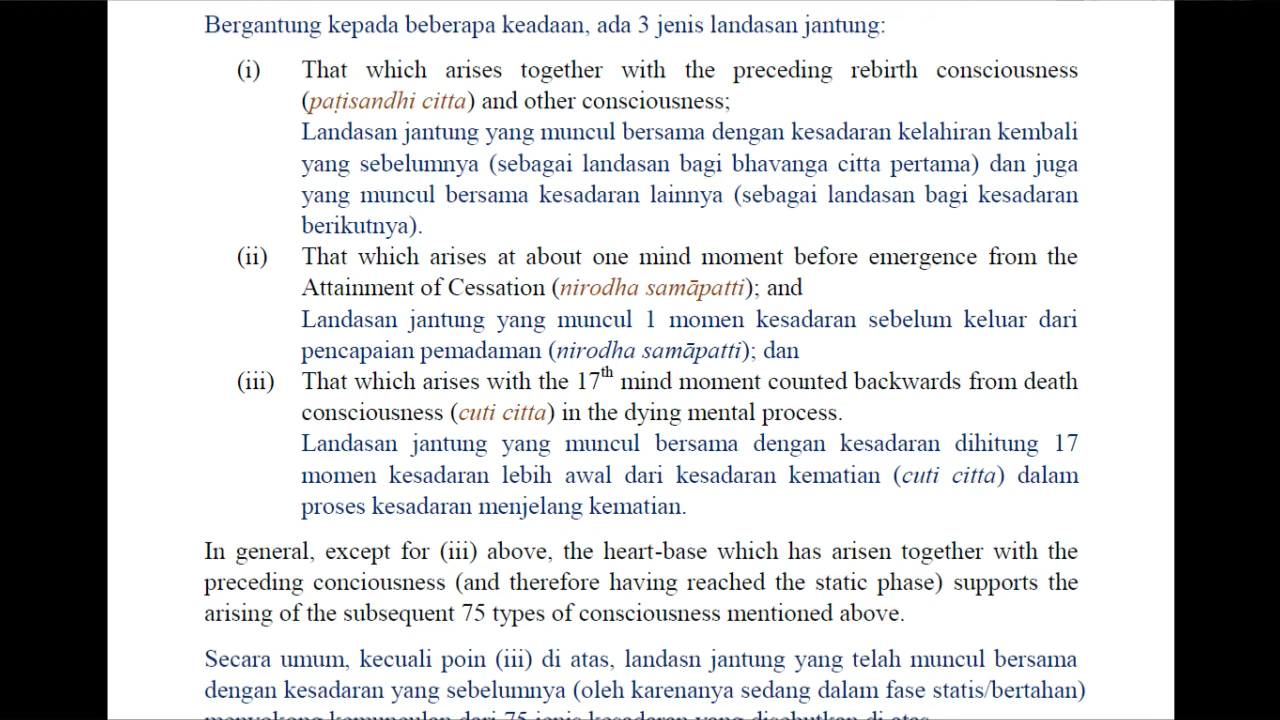 Bergantung kepada beberapa keadaan, ada 3 jenis landasan jantung:
(i) That which arises together with the preceding rebirth consciousness
(paṭisandhi citta) and other consciousness;
Landasan jantung yang muncul bersama dengan kesadaran kelahiran kembali
yang sebelumnya (sebagai landasan bagi bhavanga citta pertama) dan juga
yang muncul bersama kesadaran lainnya (sebagai landasan bagi kesadaran
berikutnya).
(ii) That which arises at about one mind moment before emergence from the
Attainment of Cessation (nirodha samāpatti); and
Landasan jantung yang muncul 1 momen kesadaran sebelum keluar dari
pencapaian pemadaman (nirodha samāpatti); dan
(iii) That which arises with the 17th mind moment counted backwards from death
consciousness (cuti citta) in the dying mental process.
Landasan jantung yang muncul bersama dengan kesadaran dihitung 17
momen kesadaran lebih awal dari kesadaran kematian (cuti citta) dalam
proses kesadaran menjelang kematian.
In general, except for (iii) above, the heart-base which has arisen together with the
preceding conciousness (and therefore having reached the static phase) supports the
arising of the subsequent 75 types of consciousness mentioned above.
Secara umum, kecuali poin (iii) di atas, landasn jantung yang telah muncul bersama
dengan kesadaran yang sebelumnya (oleh karenanya sedang dalam fase statis/bertahan)
menyokong kemunculan dari 75 jenis kesadaran yang disebutkan di atas.